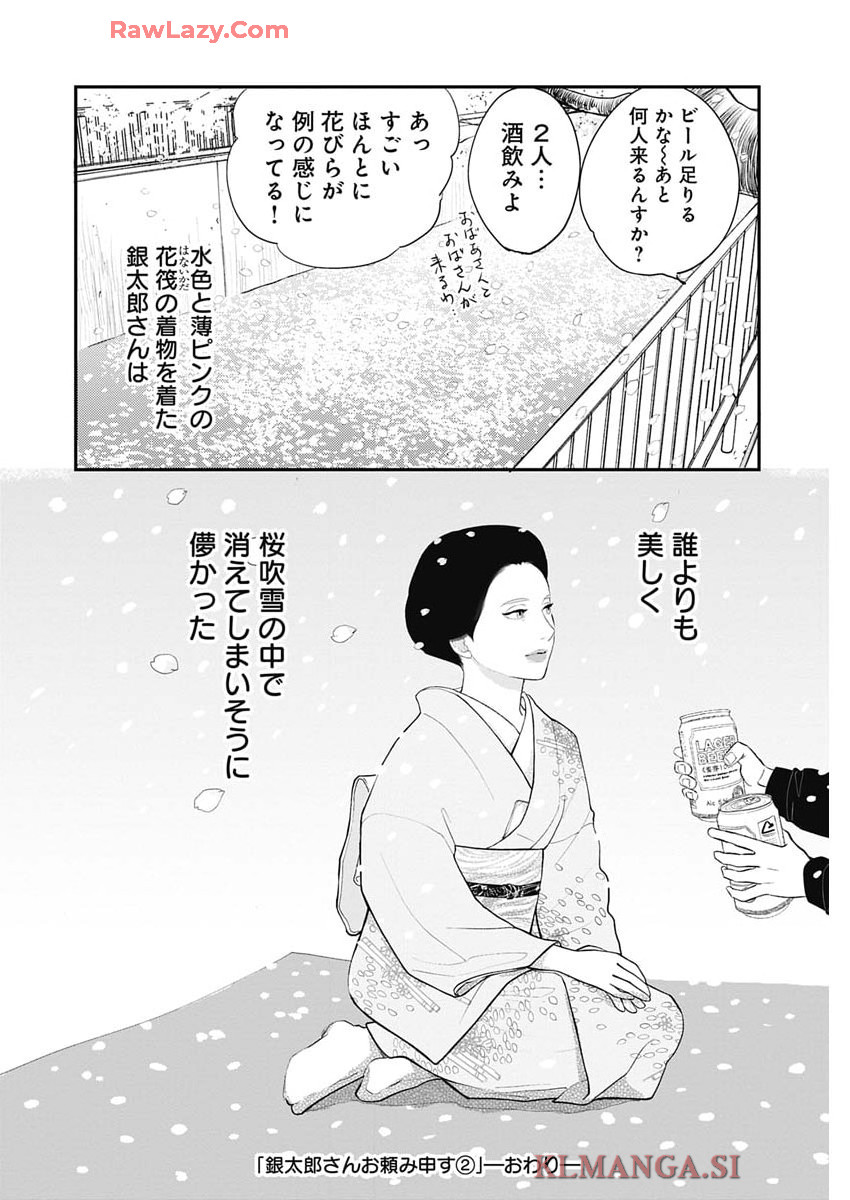 RawLazy.Com
ビール足りる
かな〜あと
何人来るんすか?
2人…
酒飲みよ
おばあさんと
おばさんが
来るわ…
あっ
すごい
ほんとに
花びらが
例の感じに
なってる!
水色と薄ピンクの
花筏の着物を着た
はないかだ
銀太郎さんは
誰よりも
美しく
桜吹雪の中で
消えてしまいそうに
儚かった
LAGER
BEER
「銀太郎さんお頼み申す②」―おわり―
KLMANGA.SI